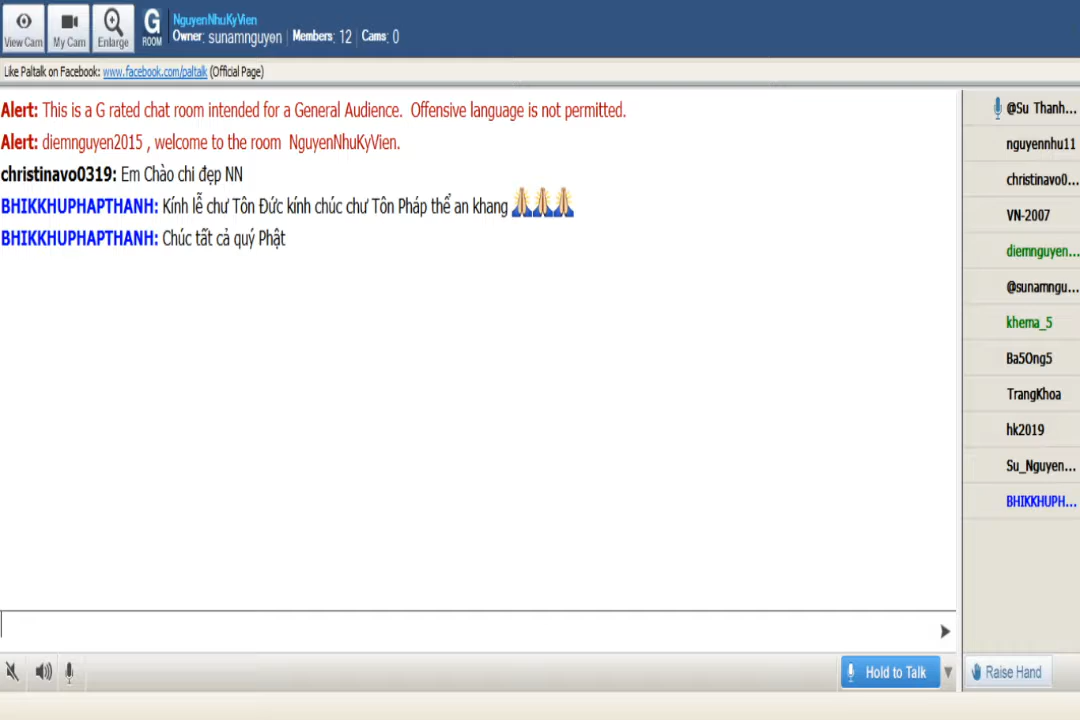 View Cam
My Cam
Enlarge
G
ROOM
NguyenNhuKyVien
Owner: sunamnguyen Members: 12 Cams: 0
Like Paltalk on Facebook: www.facebook.com/paltalk (Official Page)
Alert: This is a G rated chat room intended for a General Audience. Offensive language is not permitted.
Alert: diemnguyen2015 , welcome to the room NguyenNhuKyVien.
christinavo0319: Em Chào chi đẹp NN
BHIKKHUPHAPTHANH: Kính lễ chư Tôn Đức kính chúc chư Tôn Pháp thể an khang 🙏🙏🙏
BHIKKHUPHAPTHANH: Chúc tất cả quý Phật
@Su Thanh...
nguyennhu11
christinavo0...
VN-2007
diemnguyen...
@sunamngu...
khema_5
Ba5Ong5
TrangKhoa
hk2019
Su_Nguyen...
BHIKKHUPH...
Hold to Talk
Raise Hand